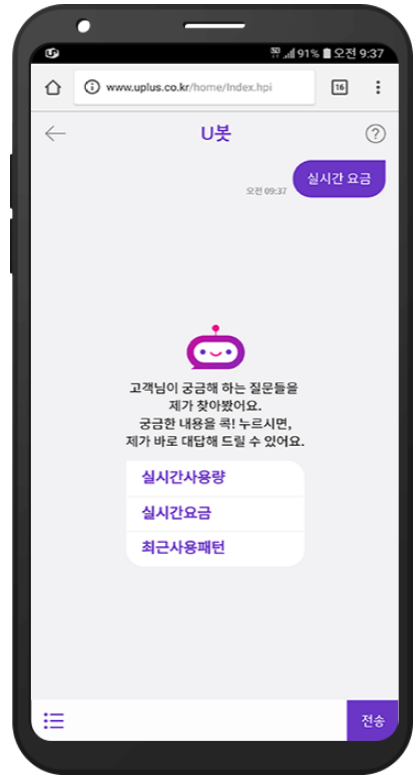 91% 오전 9:37
www.uplus.co.kr/home/Index.hpi
16
U봇
?
실시간 요금
오전 09:37
고객님이 궁금해 하는 질문들을
제가 찾아봤어요.
궁금한 내용을 콕! 누르시면,
제가 바로 대답해 드릴 수 있어요.
실시간사용량
실시간요금
최근사용패턴
전송